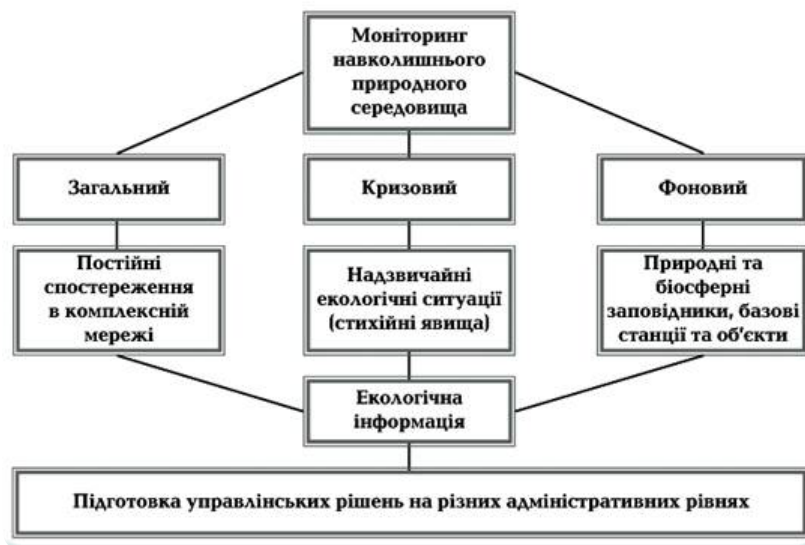 Моніторинг
навколишнього
природного
середовища
Загальний
Кризовий
Фоновий
Постійні
спостереження
в комплексній
мережі
Надзвичайні
екологічні ситуації
(стихійні явища)
Природні та
біосферні
заповідники, базові
станції та об’єкти
Екологічна
інформація
Підготовка управлінських рішень на різних адміністративних рівнях